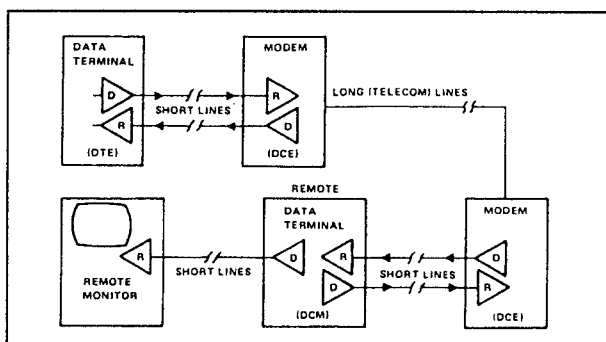 DATA
TERMINAL
D
R
SHORT LINES
(DTE)
MODEM
R
D
(DCE)
LONG (TELECOM) LINES
REMOTE
DATA
TERMINAL
D
R
D
(DCM)
SHORT LINES
R
REMOTE
MONITOR
SHORT LINES
MODEM
D
R
(DCE)